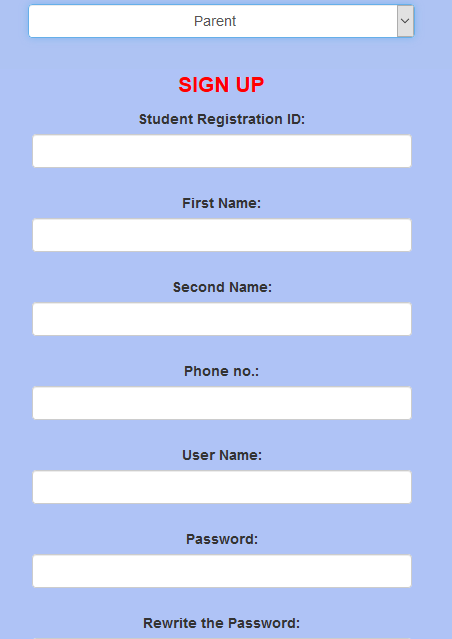 Parent
SIGN UP
Student Registration ID:
First Name:
Second Name:
Phone no.:
User Name:
Password:
Rewrite the Password: